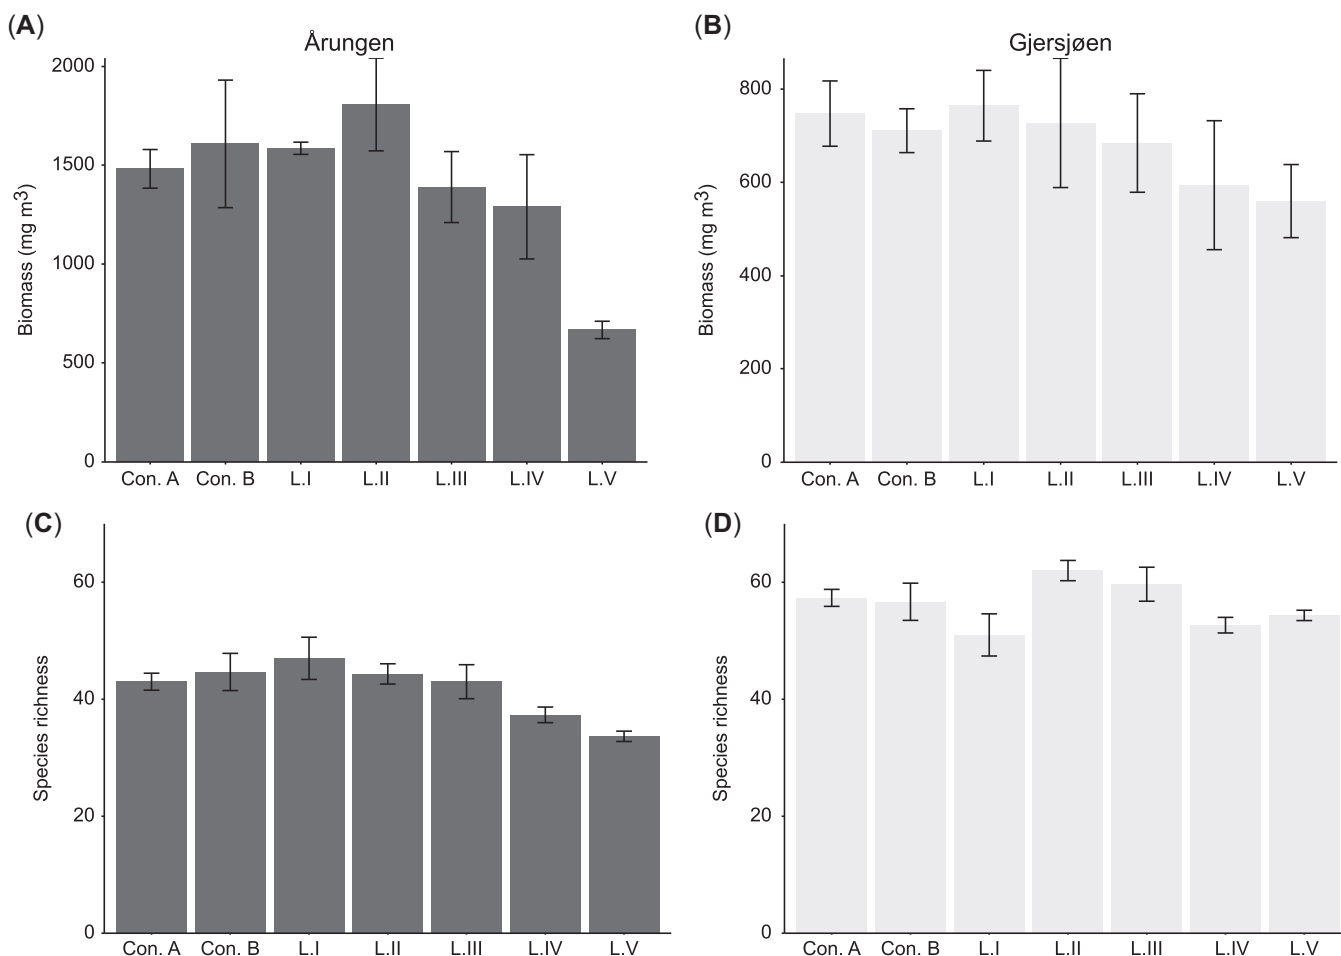 (A)
Årungen
2000
1500
1000
500
0
Biomass (mg m3)
Con. A Con. B L.I L.II L.III L.IV L.V
(B)
Gjersjøen
800
600
400
200
0
Biomass (mg m3)
Con. A Con. B L.I L.II L.III L.IV L.V
(C)
60
40
20
0
Species richness
Con. A Con. B L.I L.II L.III L.IV L.V
(D)
60
40
20
0
Species richness
Con. A Con. B L.I L.II L.III L.IV L.V